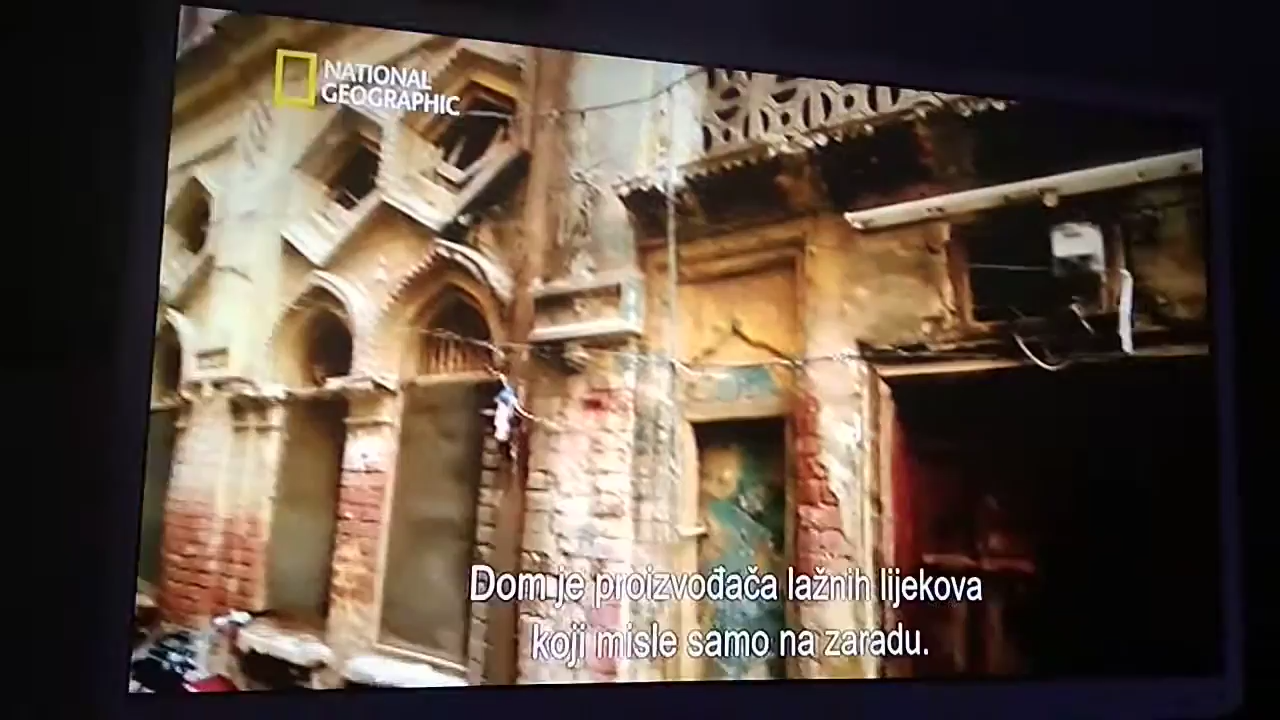 NATIONAL
GEOGRAPHIC
Dom je proizvođača lažnih lijekova
koji misle samo na zaradu.